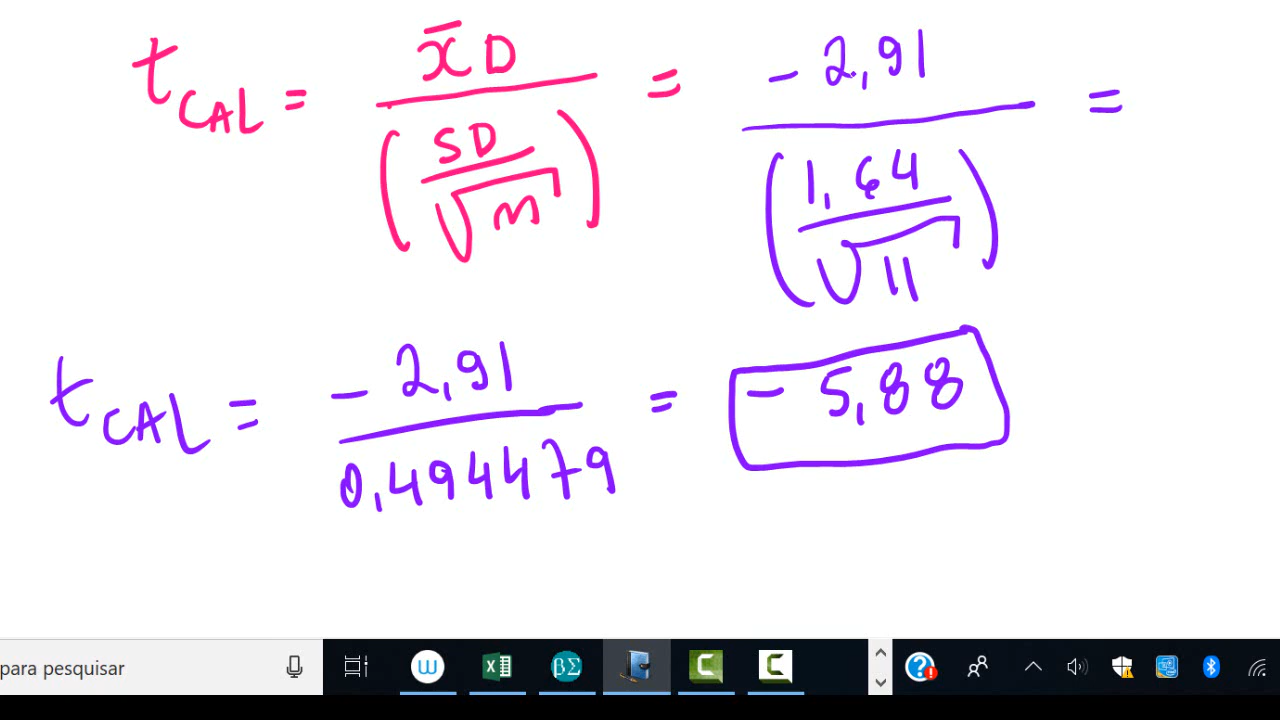 t_CAL = x̄D / (SD / √n) = -2,91 / (1,64 / √11) =
t_CAL = -2,91 / 0,494479 = -5,88
para pesquisar